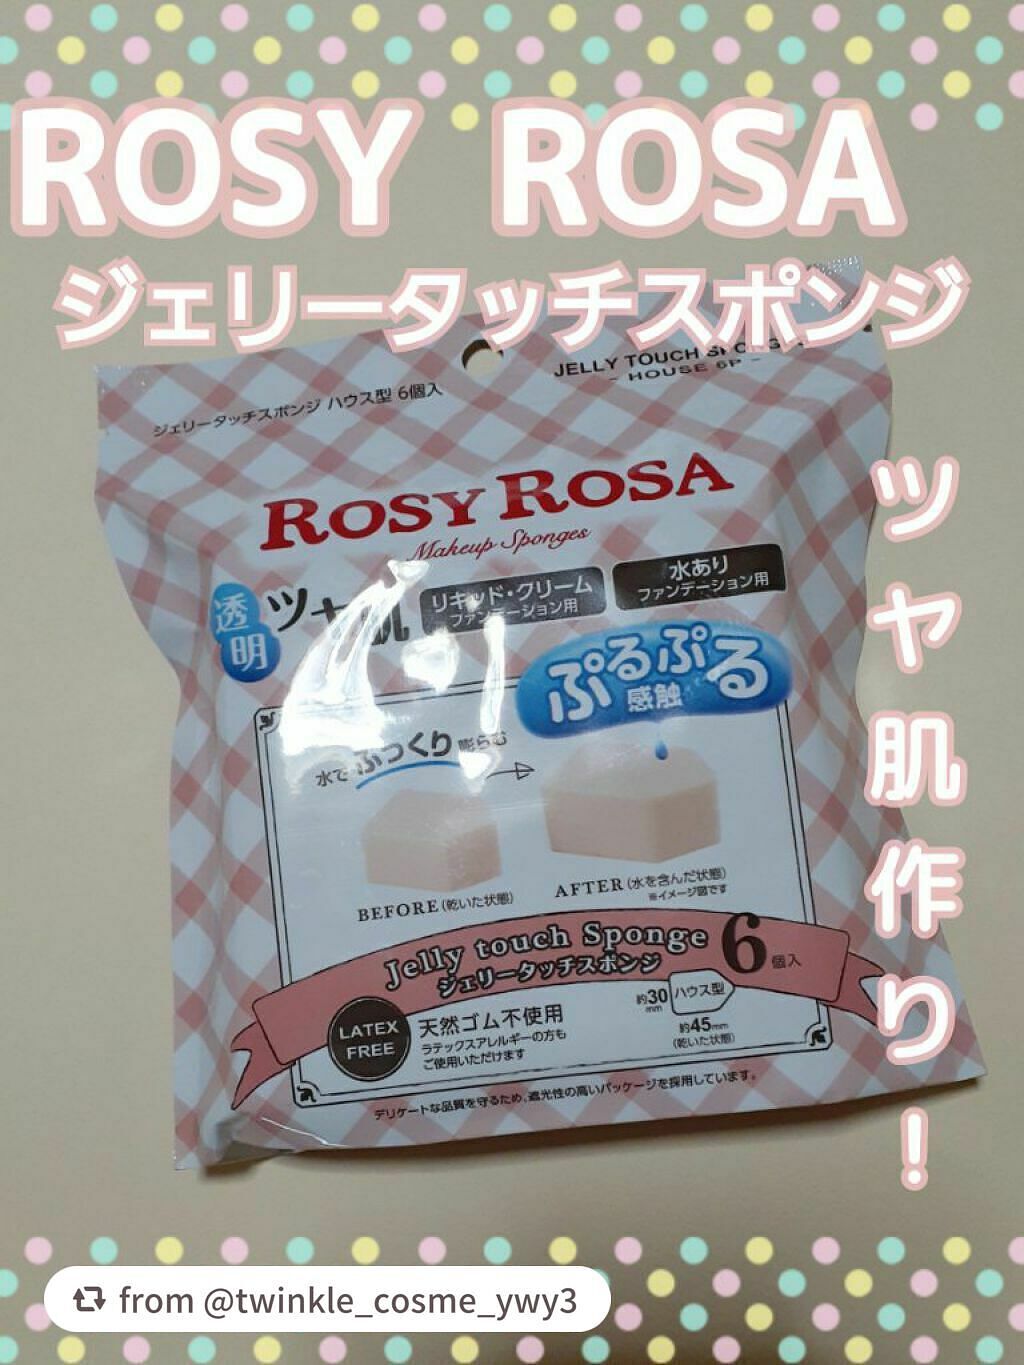 ROSY ROSA
ジェリータッチスポンジ
ツヤ肌作り！
JELLY TOUCH
- HOUSE 6P -
ジェリータッチスポンジ ハウス型 6個入
ROSY ROSA
Makeup Sponges
透明
ツヤ肌
リキッド・クリーム
ファンデーション用
水あり
ファンデーション用
ぷるぷる
感触
水でふっくり膨らむ
BEFORE(乾いた状態)
AFTER(水を含んだ状態)
※イメージ図です
Jelly touch Sponge
ジェリータッチスポンジ
6個入
LATEX
FREE
天然ゴム不使用
ラテックスアレルギーの方も
ご使用いただけます
約30mm
ハウス型
約45mm
(乾いた状態)
デリケートな品質を守るため、遮光性の高いパッケージを採用しています。
from @twinkle_cosme_ywy3